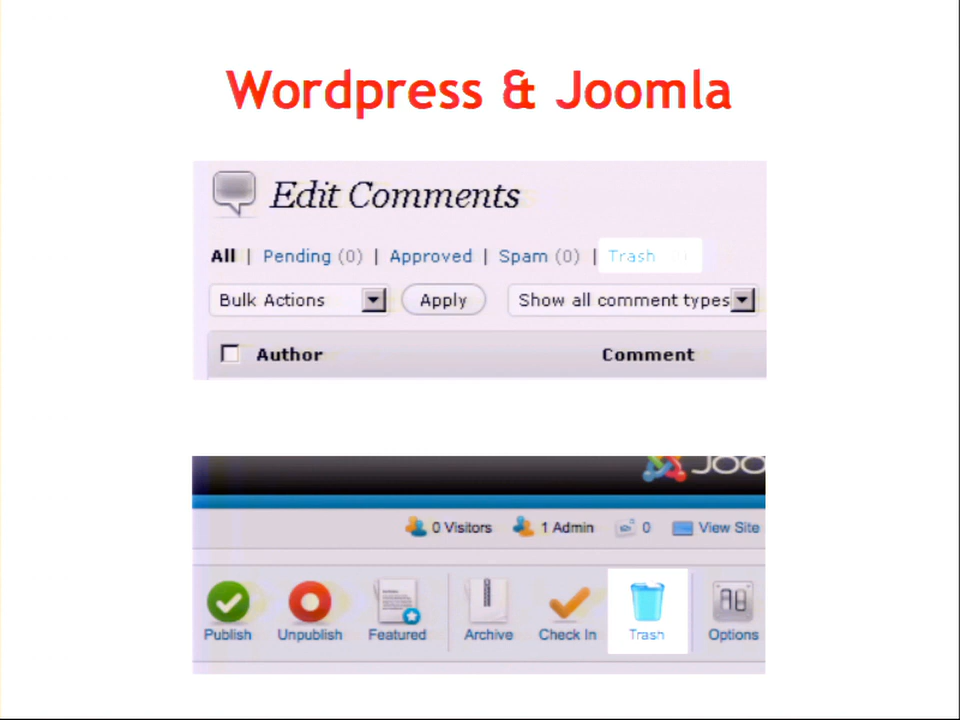 Wordpress & Joomla
Edit Comments
All | Pending (0) | Approved | Spam (0) | Trash
Bulk Actions Apply Show all comment types
Author Comment
JOO
0 Visitors 1 Admin 0 View Site
Publish Unpublish Featured Archive Check In Trash Options